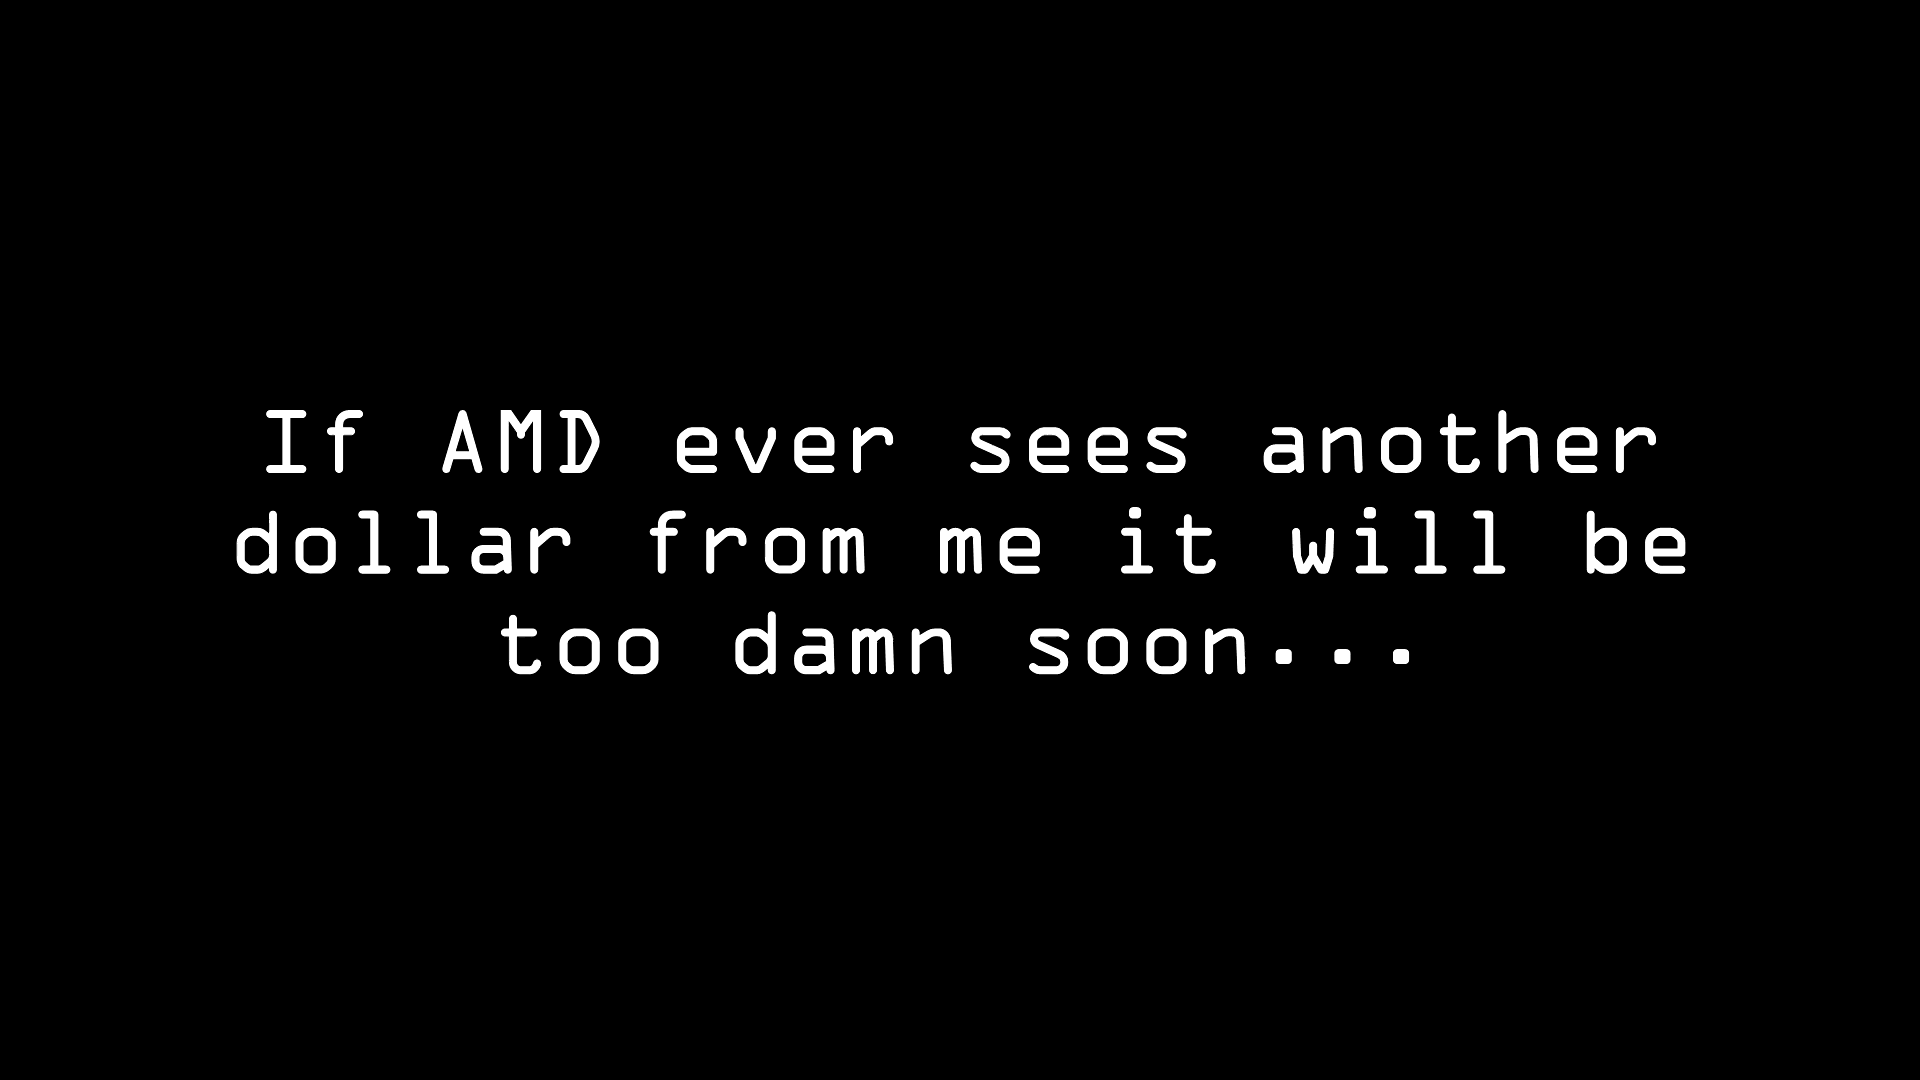 If AMD ever sees another
dollar from me it will be
too damn soon...